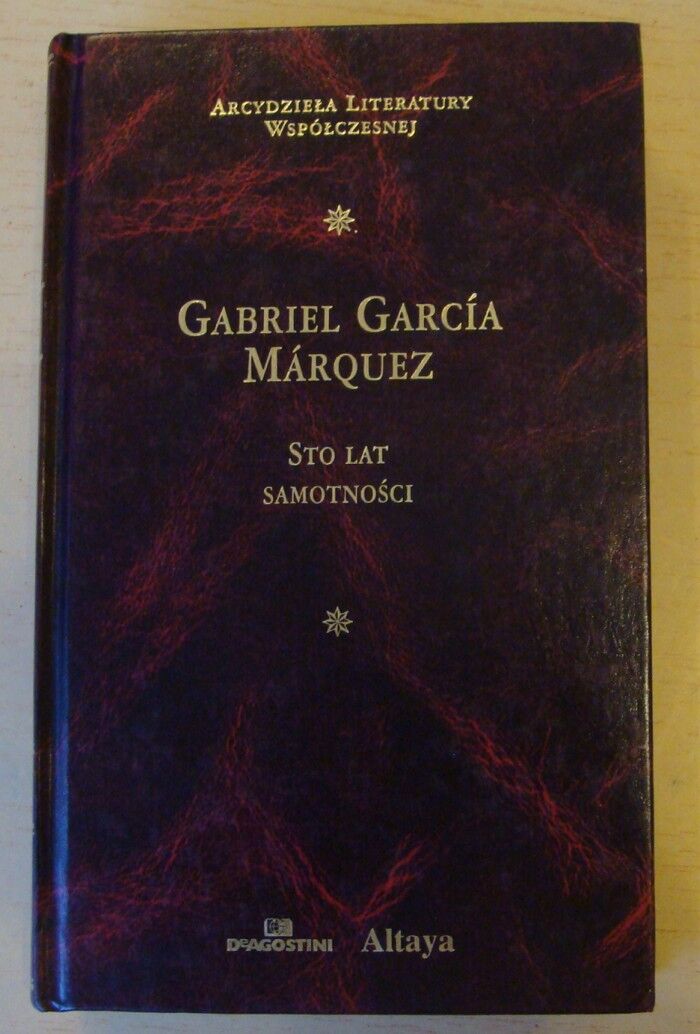 Arcydzieła Literatury
Współczesnej
Gabriel García
Márquez
Sto lat
samotności
DeAGOSTINI Altaya